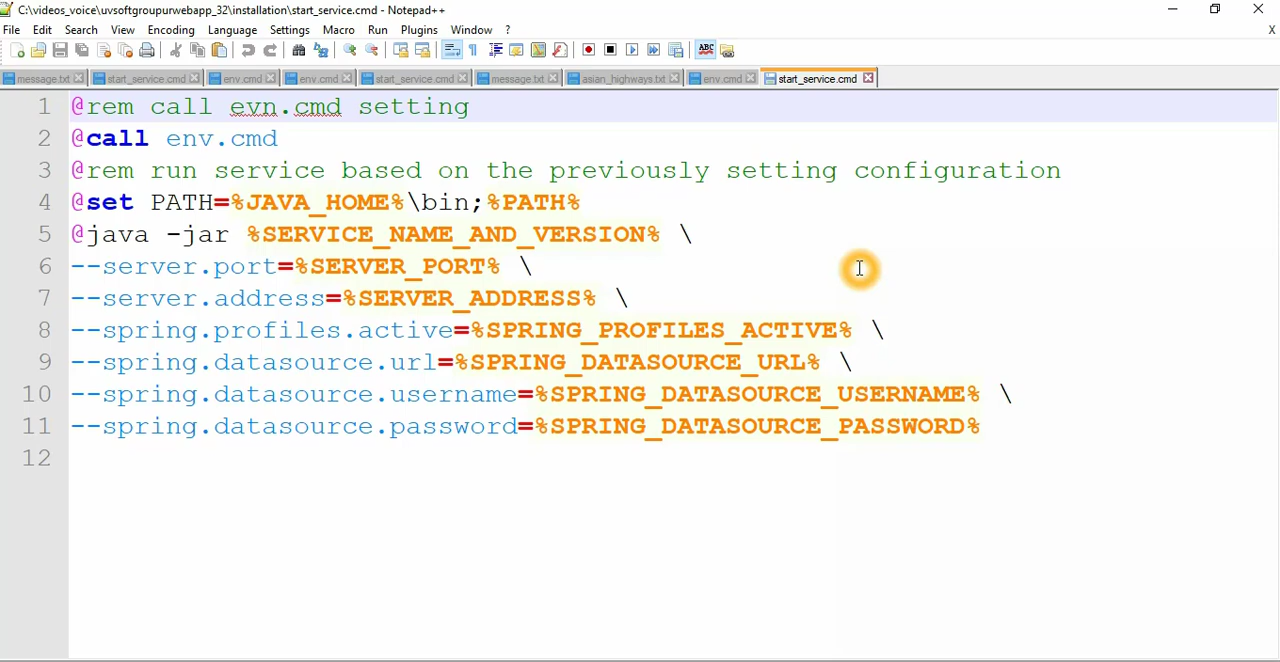 C:\videos_voice\uvsoftgroupurwebapp_32\installation\start_service.cmd - Notepad++
File Edit Search View Encoding Language Settings Macro Run Plugins Window ? X
message.txt start_service.cmd env.cmd env.cmd start_service.cmd message.txt asian_highways.txt env.cmd start_service.cmd
1 @rem call evn.cmd setting
2 @call env.cmd
3 @rem run service based on the previously setting configuration
4 @set PATH=%JAVA_HOME%\bin;%PATH%
5 @java -jar %SERVICE_NAME_AND_VERSION% \
6 --server.port=%SERVER_PORT% \
7 --server.address=%SERVER_ADDRESS% \
8 --spring.profiles.active=%SPRING_PROFILES_ACTIVE% \
9 --spring.datasource.url=%SPRING_DATASOURCE_URL% \
10 --spring.datasource.username=%SPRING_DATASOURCE_USERNAME% \
11 --spring.datasource.password=%SPRING_DATASOURCE_PASSWORD%
12